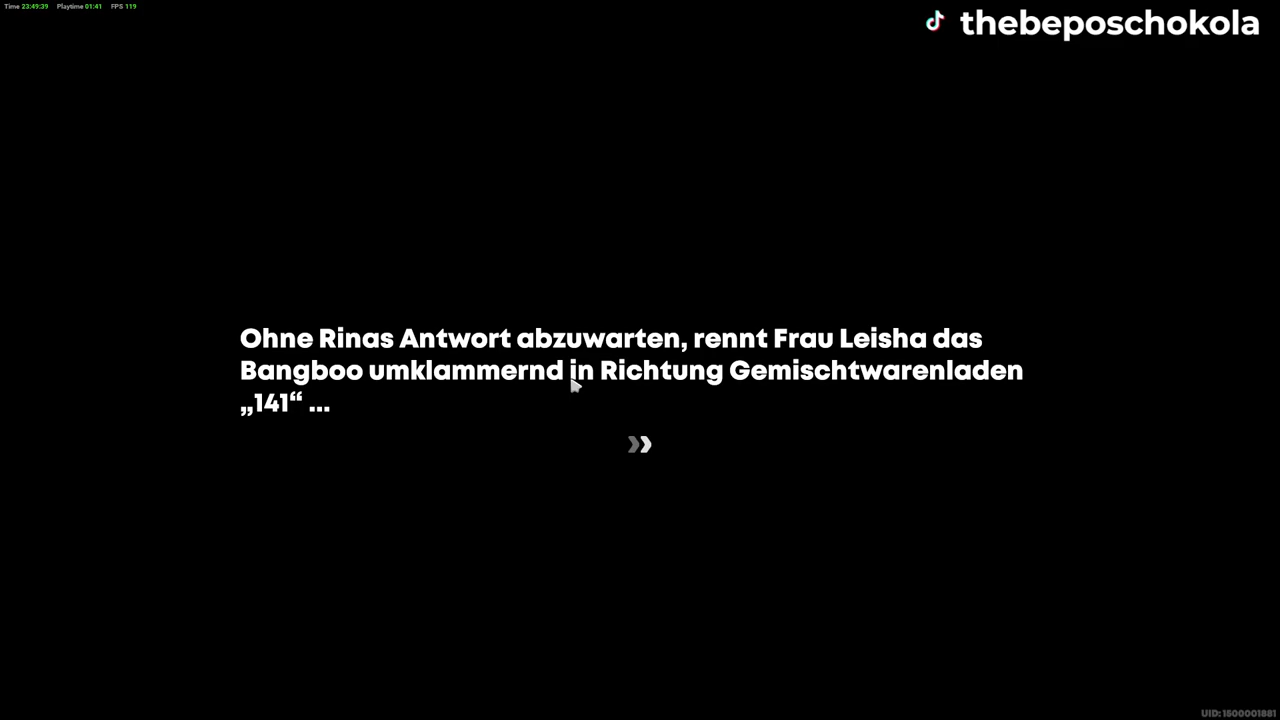 Time 23:49:39 Playtime 01:41 FPS 119
thebeposchokola
Ohne Rinas Antwort abzuwarten, rennt Frau Leisha das
Bangboo umklammernd in Richtung Gemischtwarenladen
„141“ ...
UID: 1500001881